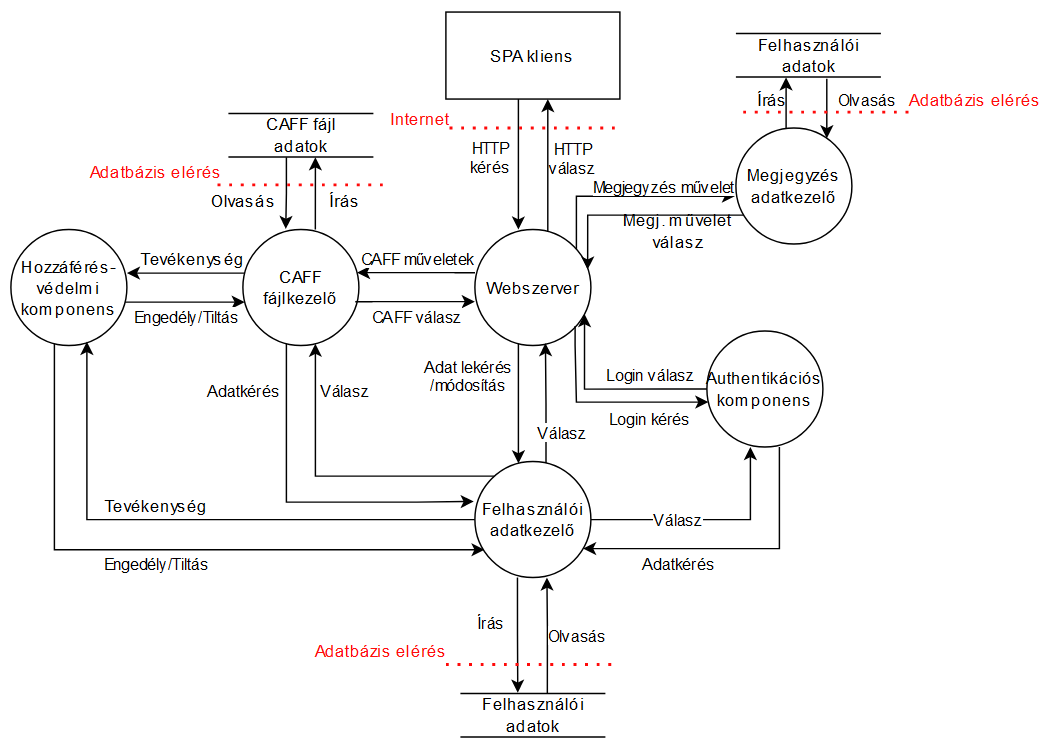 SPA kliens
Felhasználói
adatok
Írás
Olvasás
Adatbázis elérés
Internet
CAFF fájl
adatok
HTTP
kérés
HTTP
válasz
Adatbázis elérés
Olvasás
Írás
Megjegyzés művelet
Megjegyzés
adatkezelő
Megj. művelet
válasz
Hozzáférés-
védelmi
komponens
Tevékenység
Engedély/Tiltás
CAFF
fájlkezelő
CAFF műveletek
CAFF válasz
Webszerver
Adatkérés
Válasz
Adat lekérés
/módosítás
Válasz
Login válasz
Login kérés
Authentikációs
komponens
Tevékenység
Engedély/Tiltás
Felhasználói
adatkezelő
Válasz
Adatkérés
Írás
Olvasás
Adatbázis elérés
Felhasználói
adatok